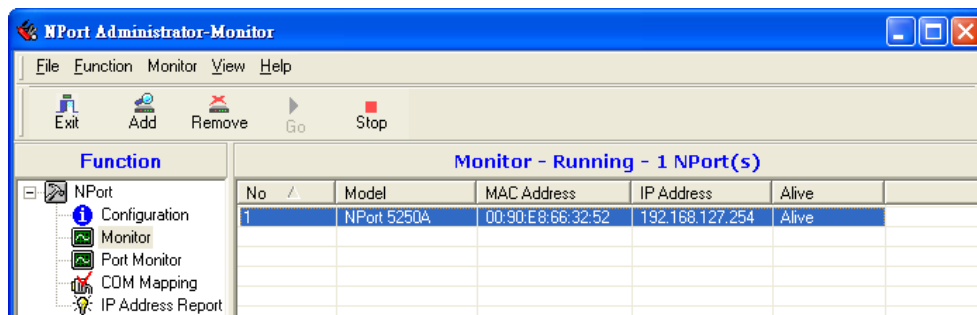 NPort Administrator-Monitor
File Function Monitor View Help
Exit Add Remove Go Stop
Function
Monitor - Running - 1 NPort(s)
NPort
Configuration
Monitor
Port Monitor
COM Mapping
IP Address Report
No Model MAC Address IP Address Alive
1 NPort 5250A 00:90:E8:66:32:52 192.168.127.254 Alive